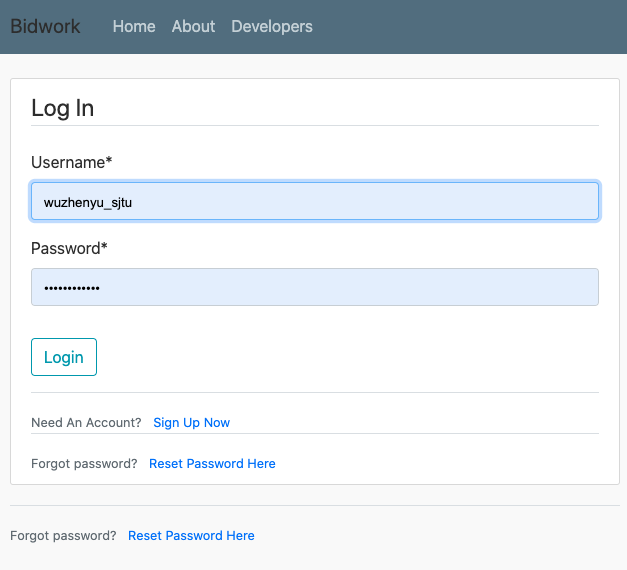 Bidwork Home About Developers
Log In
Username*
wuzhenyu_sjtu
Password*
••••••••••••
Login
Need An Account? Sign Up Now
Forgot password? Reset Password Here
Forgot password? Reset Password Here